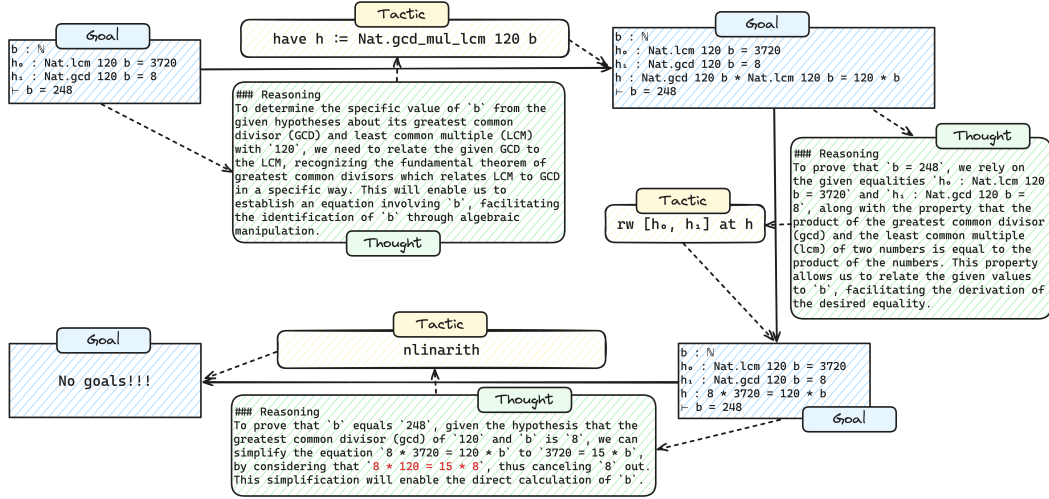 Goal
b : ℕ
h₀ : Nat.lcm 120 b = 3720
h₁ : Nat.gcd 120 b = 8
⊢ b = 248
Tactic
have h := Nat.gcd_mul_lcm 120 b
### Reasoning
To determine the specific value of `b` from the
given hypotheses about its greatest common
divisor (GCD) and least common multiple (LCM)
with `120`, we need to relate the given GCD to
the LCM, recognizing the fundamental theorem of
greatest common divisors which relates LCM to GCD
in a specific way. This will enable us to
establish an equation involving `b`, facilitating
the identification of `b` through algebraic
manipulation.
Thought
Goal
b : ℕ
h₀ : Nat.lcm 120 b = 3720
h₁ : Nat.gcd 120 b = 8
h : Nat.gcd 120 b * Nat.lcm 120 b = 120 * b
⊢ b = 248
Thought
### Reasoning
To prove that `b = 248`, we rely on
the given equalities `h₀ : Nat.lcm 120
b = 3720` and `h₁ : Nat.gcd 120 b =
8`, along with the property that the
product of the greatest common divisor
(gcd) and the least common multiple
(lcm) of two numbers is equal to the
product of the numbers. This property
allows us to relate the given values
to `b`, facilitating the derivation of
the desired equality.
Tactic
rw [h₀, h₁] at h
b : ℕ
h₀ : Nat.lcm 120 b = 3720
h₁ : Nat.gcd 120 b = 8
h : 8 * 3720 = 120 * b
⊢ b = 248
Goal
Thought
### Reasoning
To prove that `b` equals `248`, given the hypothesis that the
greatest common divisor (gcd) of `120` and `b` is `8`, we can
simplify the equation `8 * 3720 = 120 * b` to `3720 = 15 * b`,
by considering that `8 * 120 = 15 * 8`, thus canceling `8` out.
This simplification will enable the direct calculation of `b`.
Tactic
nlinarith
Goal
No goals!!!